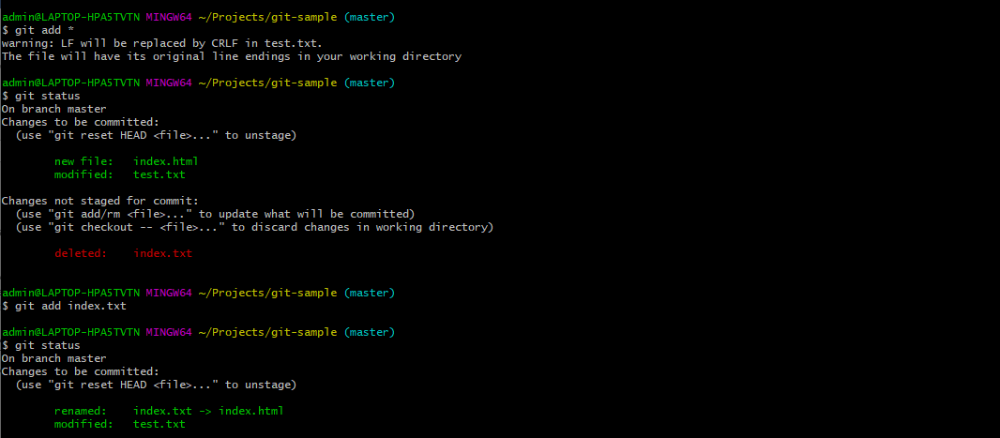 admin@LAPTOP-HPA5TVTN MINGW64 ~/Projects/git-sample (master)
$ git add *
warning: LF will be replaced by CRLF in test.txt.
The file will have its original line endings in your working directory
admin@LAPTOP-HPA5TVTN MINGW64 ~/Projects/git-sample (master)
$ git status
On branch master
Changes to be committed:
(use "git reset HEAD <file>..." to unstage)
new file: index.html
modified: test.txt
Changes not staged for commit:
(use "git add/rm <file>..." to update what will be committed)
(use "git checkout -- <file>..." to discard changes in working directory)
deleted: index.txt
admin@LAPTOP-HPA5TVTN MINGW64 ~/Projects/git-sample (master)
$ git add index.txt
admin@LAPTOP-HPA5TVTN MINGW64 ~/Projects/git-sample (master)
$ git status
On branch master
Changes to be committed:
(use "git reset HEAD <file>..." to unstage)
renamed: index.txt -> index.html
modified: test.txt